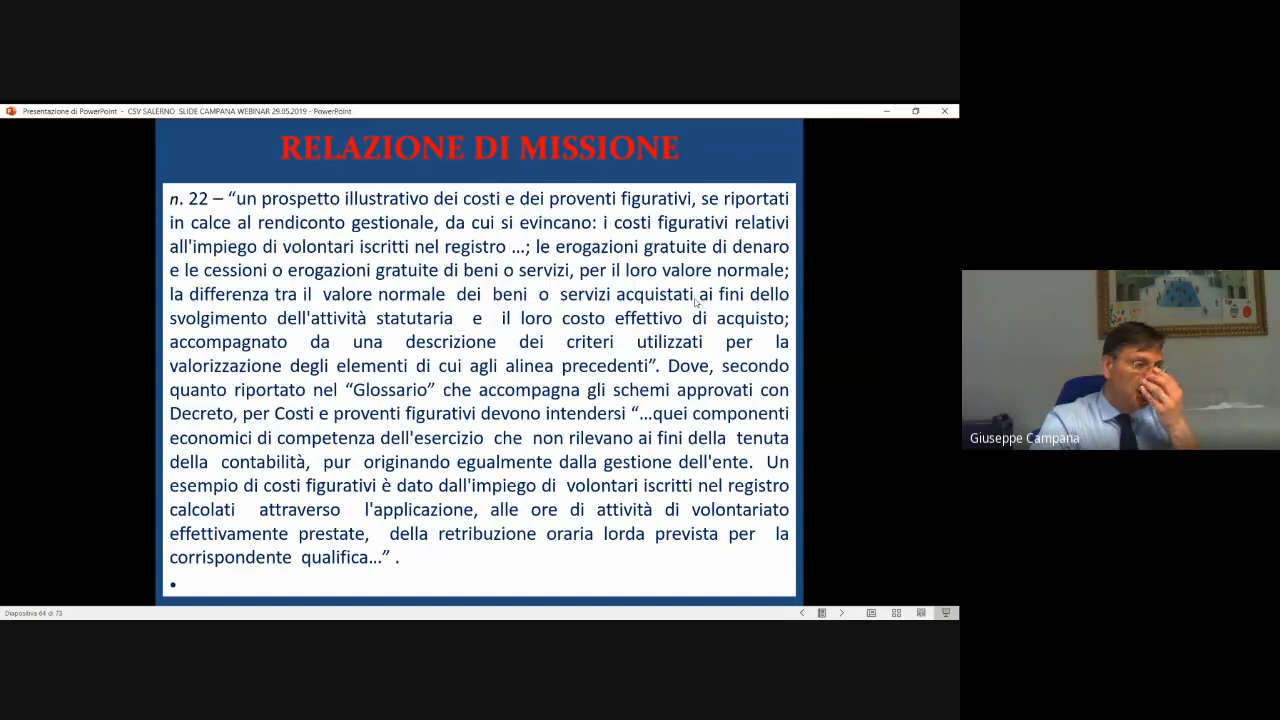 Presentazione di PowerPoint - CSV SALERNO SLIDE CAMPANA WEBINAR 29.05.2019 - PowerPoint
RELAZIONE DI MISSIONE
n. 22 – “un prospetto illustrativo dei costi e dei proventi figurativi, se riportati
in calce al rendiconto gestionale, da cui si evincano: i costi figurativi relativi
all'impiego di volontari iscritti nel registro …; le erogazioni gratuite di denaro
e le cessioni o erogazioni gratuite di beni o servizi, per il loro valore normale;
la differenza tra il valore normale dei beni o servizi acquistati ai fini dello
svolgimento dell'attività statutaria e il loro costo effettivo di acquisto;
accompagnato da una descrizione dei criteri utilizzati per la
valorizzazione degli elementi di cui agli alinea precedenti”. Dove, secondo
quanto riportato nel “Glossario” che accompagna gli schemi approvati con
Decreto, per Costi e proventi figurativi devono intendersi “…quei componenti
economici di competenza dell'esercizio che non rilevano ai fini della tenuta
della contabilità, pur originando egualmente dalla gestione dell'ente. Un
esempio di costi figurativi è dato dall'impiego di volontari iscritti nel registro
calcolati attraverso l'applicazione, alle ore di attività di volontariato
effettivamente prestate, della retribuzione oraria lorda prevista per la
corrispondente qualifica…” .
•
Giuseppe Campana
Diapositiva 64 di 73